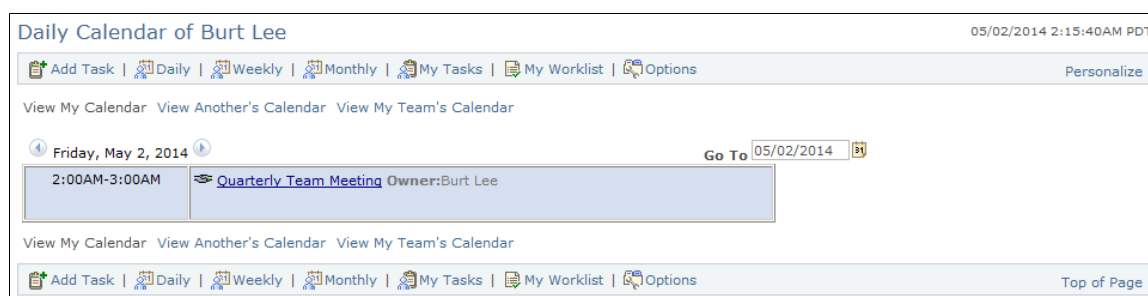 Daily Calendar of Burt Lee 05/02/2014 2:15:40AM PDT
Add Task | Daily | Weekly | Monthly | My Tasks | My Worklist | Options Personalize
View My Calendar View Another's Calendar View My Team's Calendar
Friday, May 2, 2014 Go To 05/02/2014
2:00AM-3:00AM Quarterly Team Meeting Owner:Burt Lee
View My Calendar View Another's Calendar View My Team's Calendar
Add Task | Daily | Weekly | Monthly | My Tasks | My Worklist | Options Top of Page